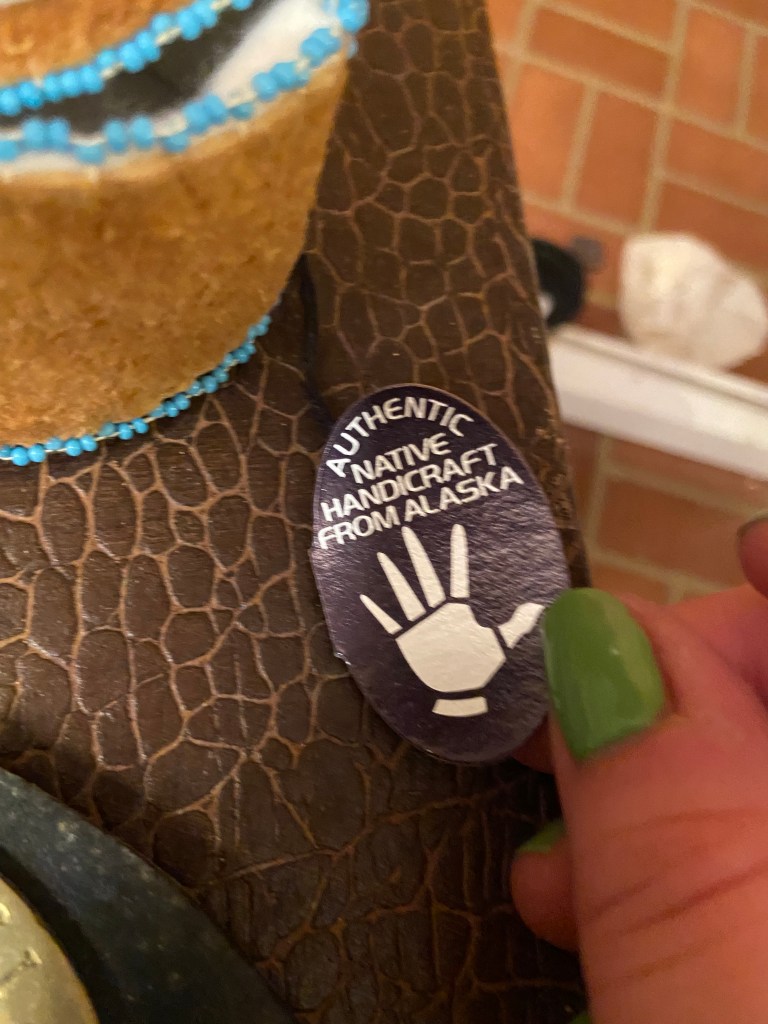 AUTHENTIC
NATIVE
HANDICRAFT
FROM ALASKA